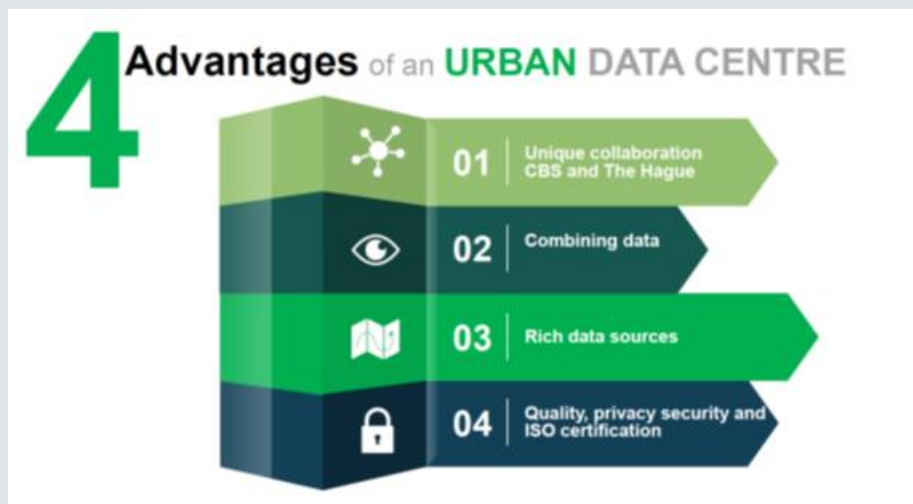 4 Advantages of an URBAN DATA CENTRE
01
Unique collaboration
CBS and The Hague
02
Combining data
03
Rich data sources
04
Quality, privacy security and
ISO certification